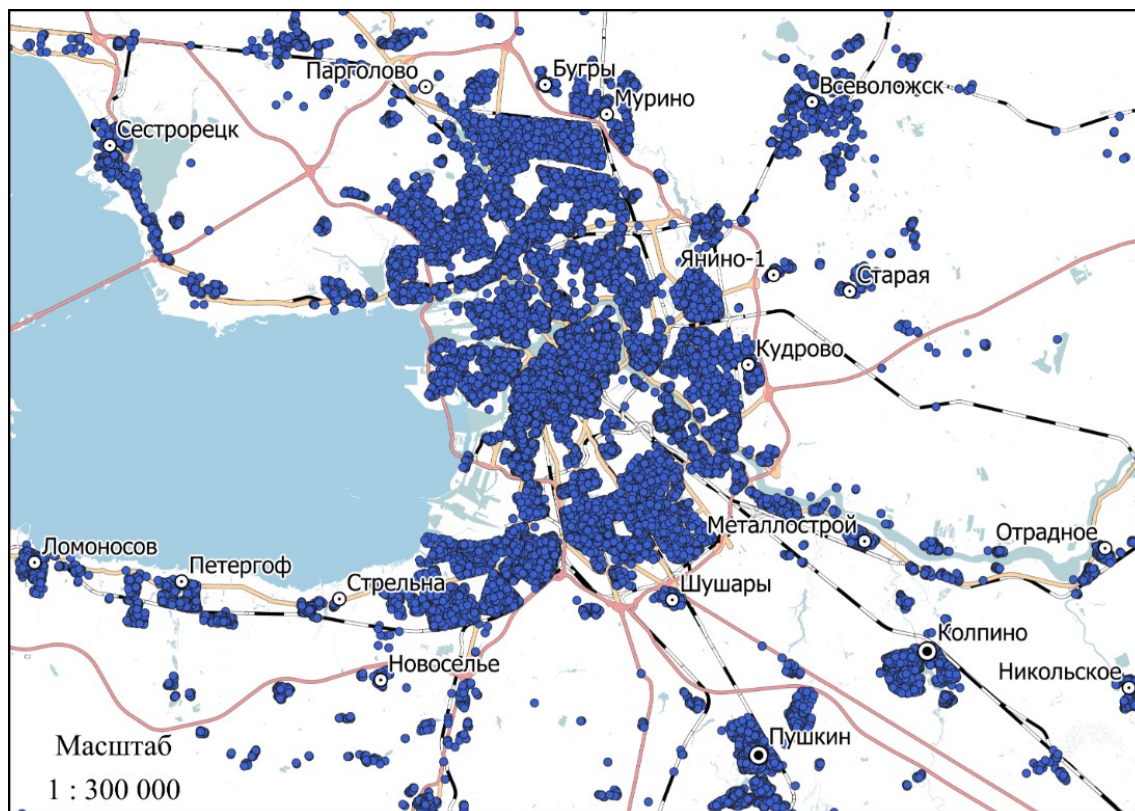 Парголово
Бугры
Мурино
Всеволожск
Сестрорецк
Янино-1
Старая
Кудрово
Металлострой
Отрадное
Ломоносов
Петергоф
Стрельна
Шушары
Колпино
Новоселье
Никольское
Пушкин
Масштаб
1 : 300 000